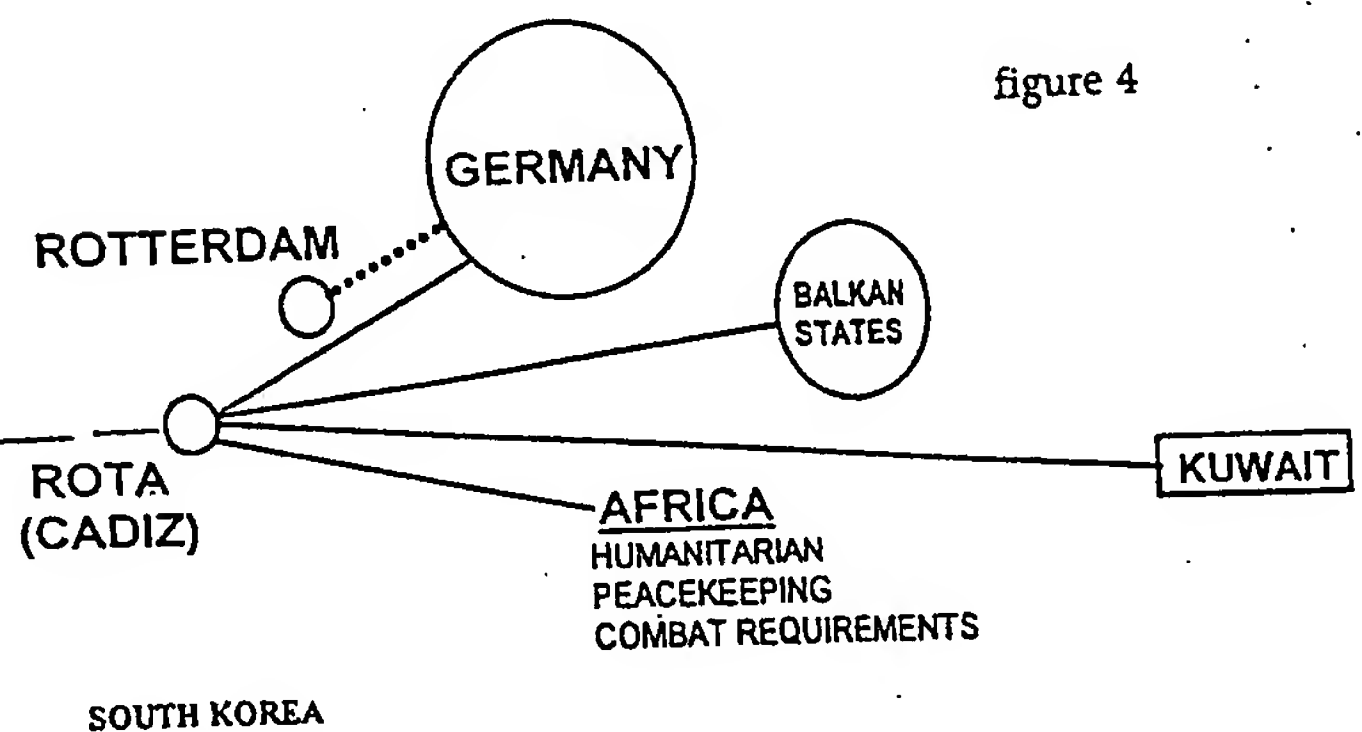 figure 4
GERMANY
ROTTERDAM
BALKAN
STATES
ROTA
(CADIZ)
KUWAIT
AFRICA
HUMANITARIAN
PEACEKEEPING
COMBAT REQUIREMENTS
SOUTH KOREA